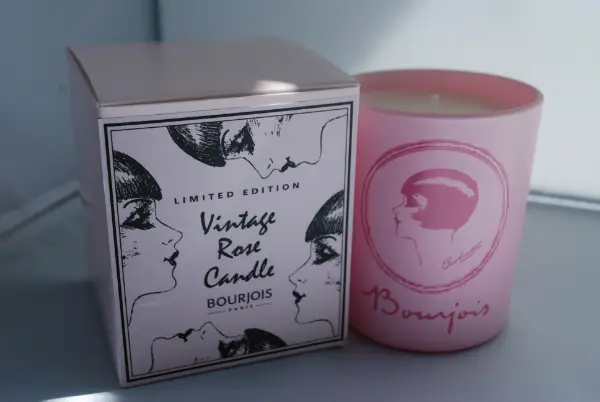 LIMITED EDITION
Vintage
Rose
Candle
BOURJOIS
PARIS
Bourjois